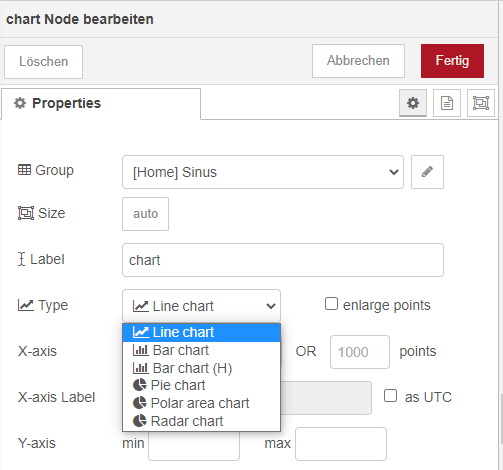 chart Node bearbeiten
Löschen Abbrechen Fertig
Properties
Group [Home] Sinus
Size auto
Label chart
Type Line chart enlarge points
Line chart
X-axis Bar chart OR 1000 points
Bar chart (H)
Pie chart
X-axis Label Polar area chart as UTC
Radar chart
Y-axis min max